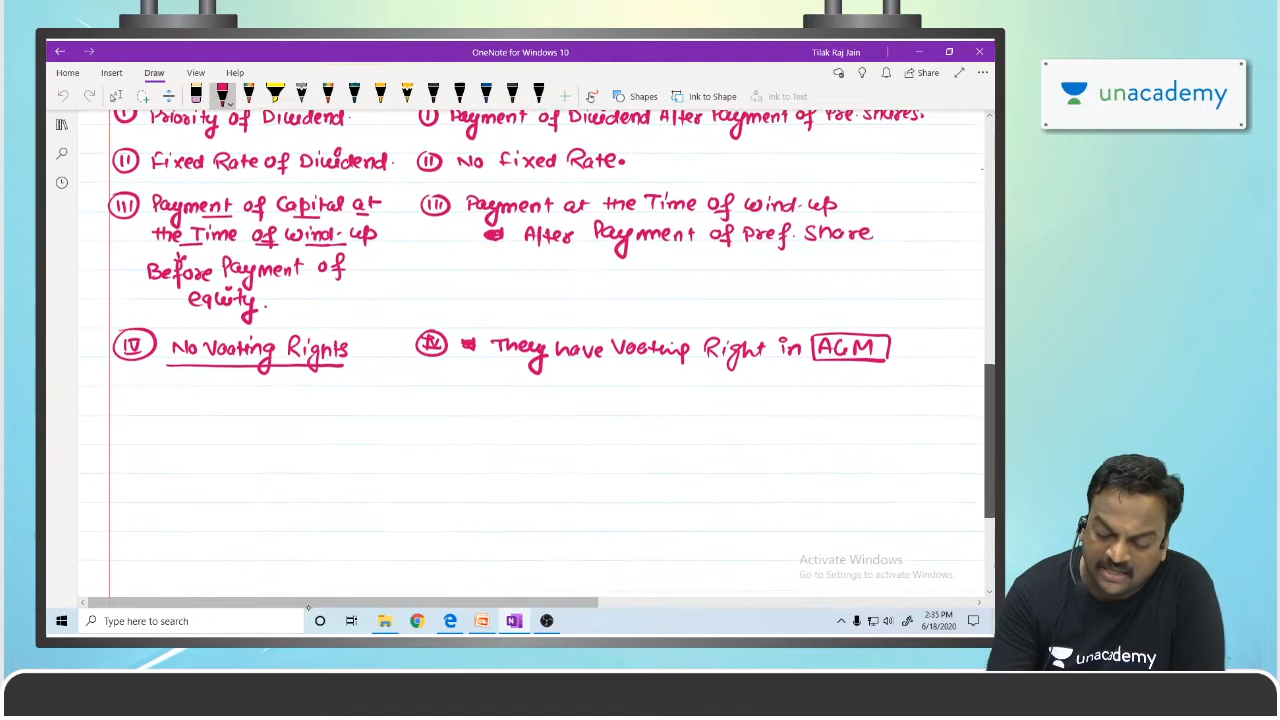 OneNote for Windows 10
Tilak Raj Jain
Home Insert Draw View Help
Share
Shapes Ink to Shape Ink to Text
unacademy
I Priority of Dividend. I Payment of Dividend After Payment of Pre. Shares.
II Fixed Rate of Dividend. II No Fixed Rate.
III Payment of Capital at III Payment at the Time of Wind-up
the Time of Wind-up After Payment of Pref. Share
Before Payment of
equity.
IV No Voating Rights IV They have Voating Right in AGM
Activate Windows
Go to Settings to activate Windows.
Type here to search
2:35 PM
6/18/2020
unacademy